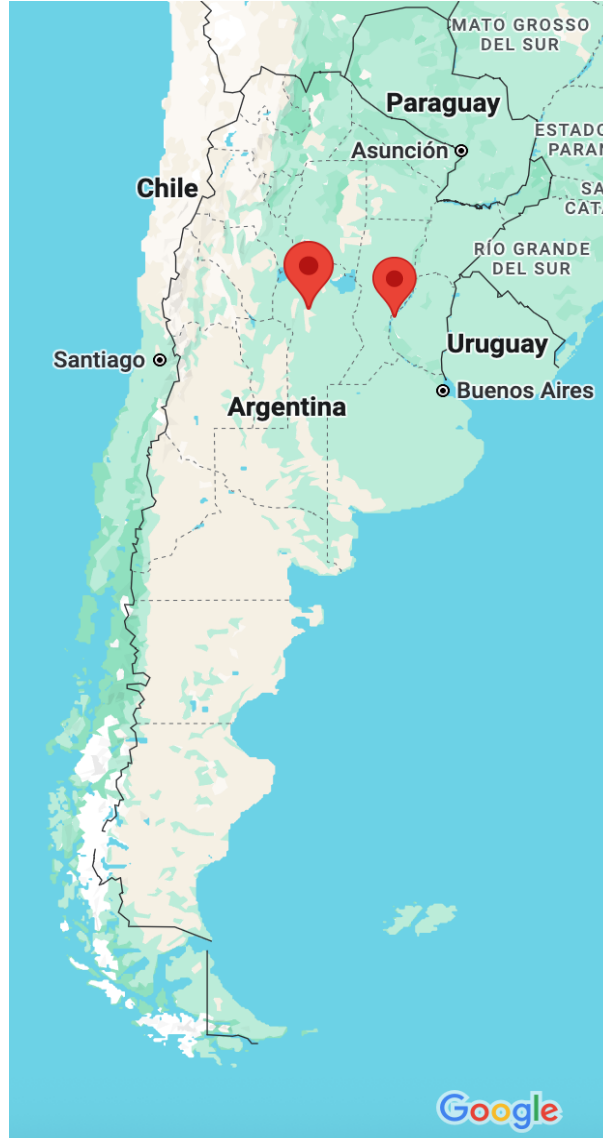 MATO GROSSO
DEL SUR
Paraguay
Asunción
ESTADO
PARAN
Chile
SA
CAT
RÍO GRANDE
DEL SUR
Uruguay
Santiago
Buenos Aires
Argentina
Google